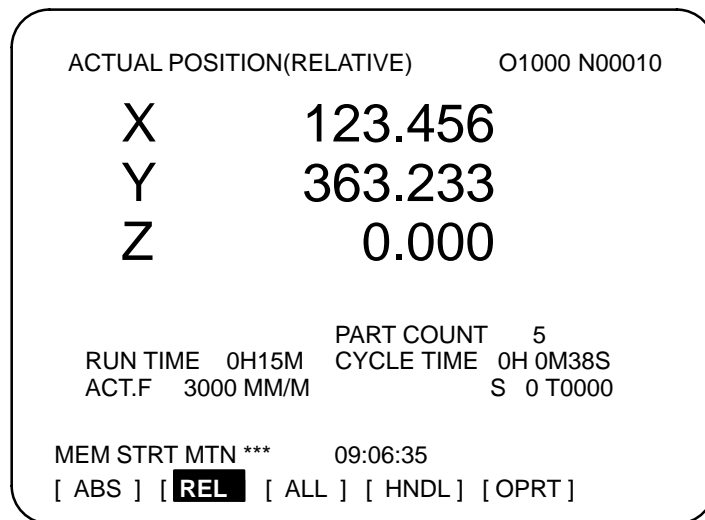 ACTUAL POSITION(RELATIVE) O1000 N00010
X 123.456
Y 363.233
Z 0.000
PART COUNT 5
RUN TIME 0H15M CYCLE TIME 0H 0M38S
ACT.F 3000 MM/M S 0 T0000
MEM STRT MTN *** 09:06:35
[ ABS ] [ REL [ ALL ] [ HNDL ] [ OPRT ]